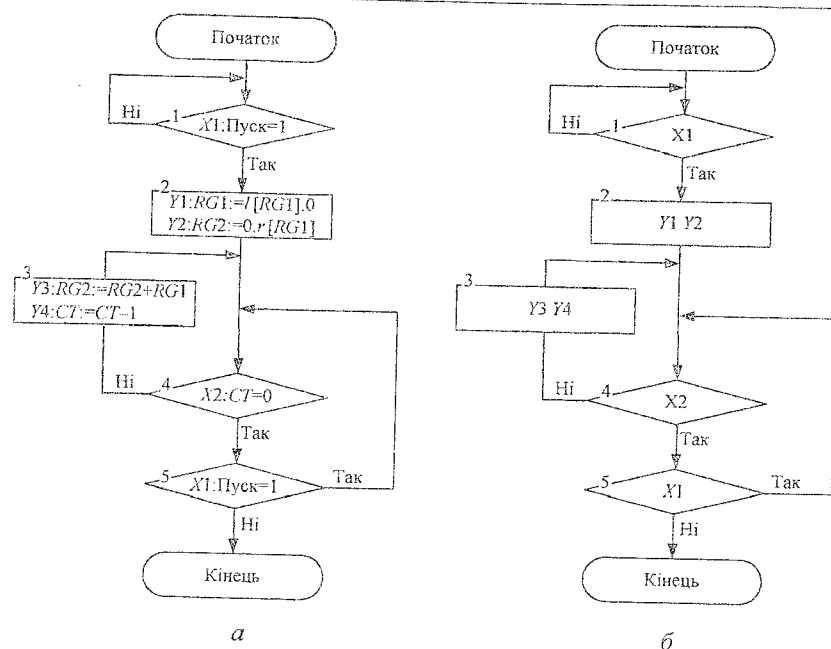 Початок
Ні
1
X1:Пуск=1
Так
2
Y1:RG1:=l[RG1].0
Y2:RG2:=0.r[RG1]
3
Y3:RG2:=RG2+RG1
Y4:CT:=CT-1
Ні
4
X2:CT=0
Так
5
X1:Пуск=1
Так
Ні
Кінець
а
Початок
Ні
1
X1
Так
2
Y1 Y2
3
Y3 Y4
Ні
4
X2
Так
5
X1
Так
Ні
Кінець
б